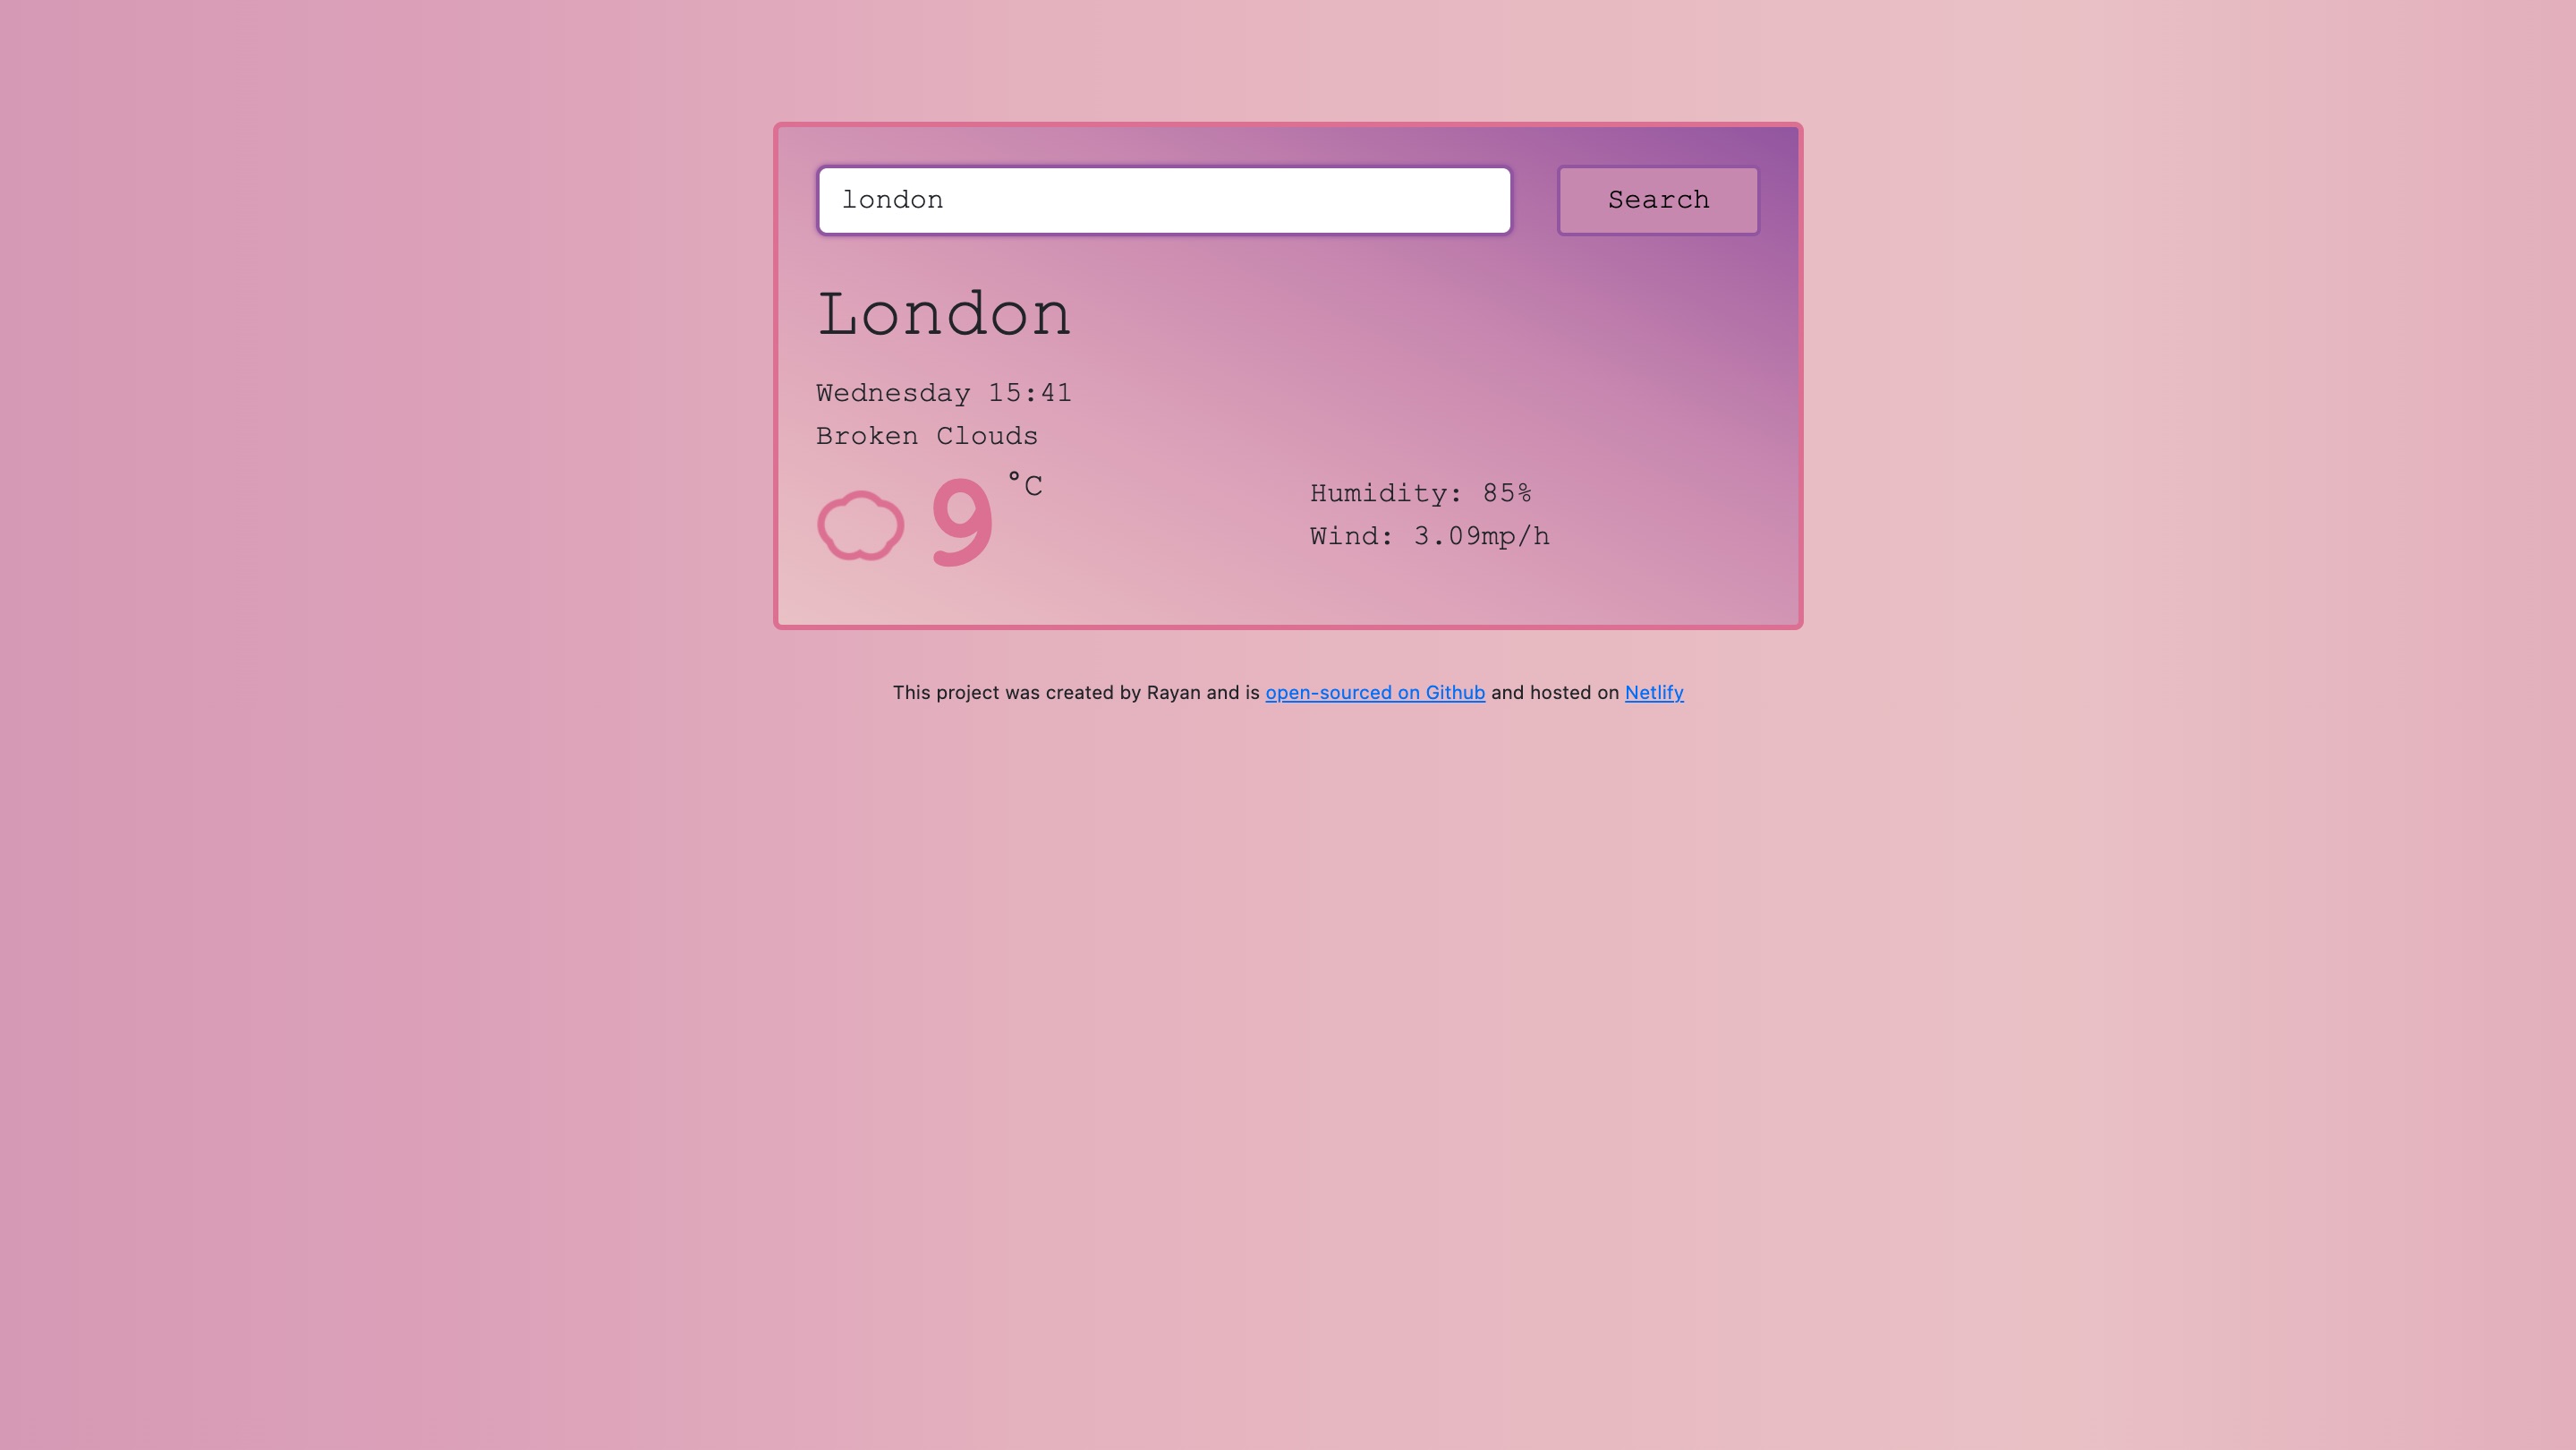 london
Search
London
Wednesday 15:41
Broken Clouds
9 °C
Humidity: 85%
Wind: 3.09mp/h
This project was created by Rayan and is open-sourced on Github and hosted on Netlify